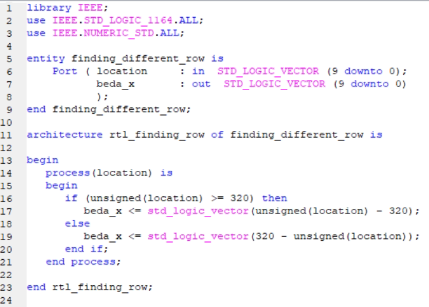 1 library IEEE;
2 use IEEE.STD_LOGIC_1164.ALL;
3 use IEEE.NUMERIC_STD.ALL;
4
5 entity finding_different_row is
6 Port ( location : in STD_LOGIC_VECTOR (9 downto 0);
7 beda_x : out STD_LOGIC_VECTOR (9 downto 0)
8 );
9 end finding_different_row;
10
11 architecture rtl_finding_row of finding_different_row is
12
13 begin
14 process(location) is
15 begin
16 if (unsigned(location) >= 320) then
17 beda_x <= std_logic_vector(unsigned(location) - 320);
18 else
19 beda_x <= std_logic_vector(320 - unsigned(location));
20 end if;
21 end process;
22
23 end rtl_finding_row;
24